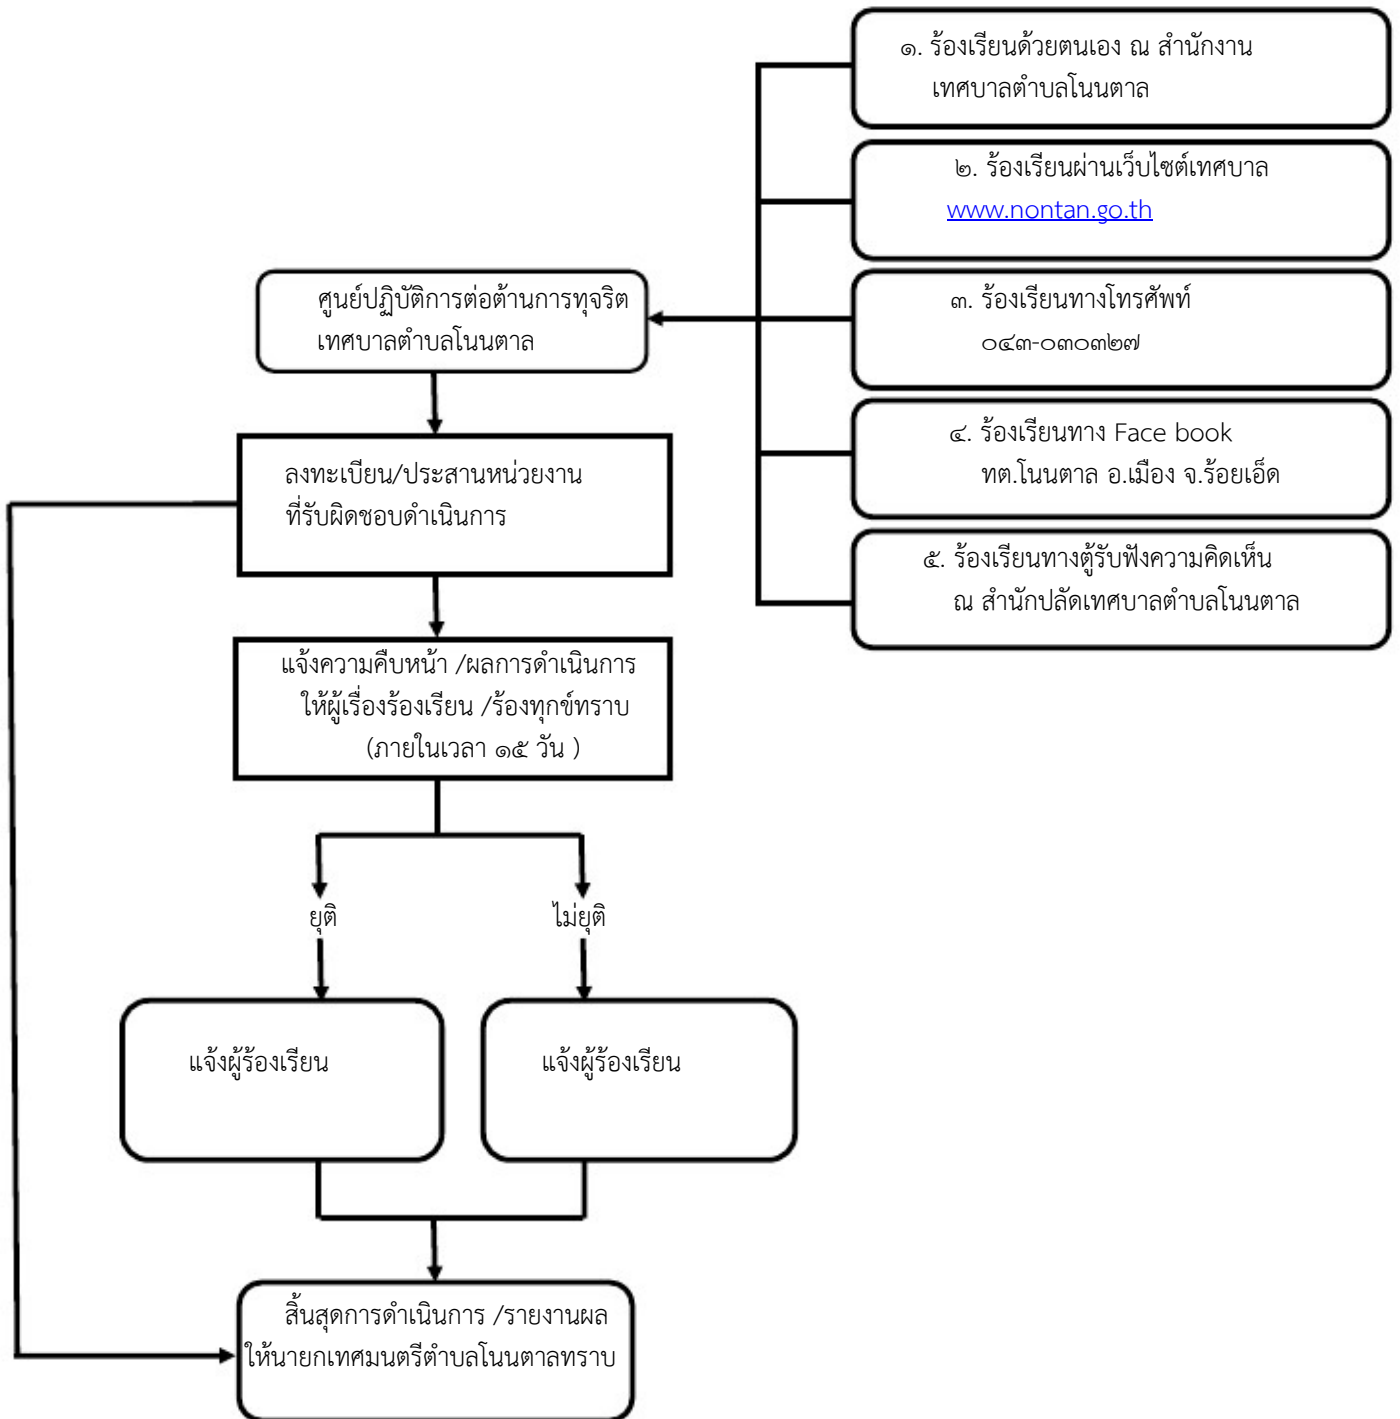 ๑. ร้องเรียนด้วยตนเอง ณ สำนักงาน
เทศบาลตำบลโนนตาล
๒. ร้องเรียนผ่านเว็บไซต์เทศบาล
www.nontan.go.th
๓. ร้องเรียนทางโทรศัพท์
๐๔๓-๐๓๐๓๒๗
๔. ร้องเรียนทาง Face book
ทต.โนนตาล อ.เมือง จ.ร้อยเอ็ด
๕. ร้องเรียนทางตู้รับฟังความคิดเห็น
ณ สำนักปลัดเทศบาลตำบลโนนตาล
ศูนย์ปฏิบัติการต่อต้านการทุจริต
เทศบาลตำบลโนนตาล
ลงทะเบียน/ประสานหน่วยงาน
ที่รับผิดชอบดำเนินการ
แจ้งความคืบหน้า /ผลการดำเนินการ
ให้ผู้เรื่องร้องเรียน /ร้องทุกข์ทราบ
(ภายในเวลา ๑๕ วัน )
ยุติ
ไม่ยุติ
แจ้งผู้ร้องเรียน
แจ้งผู้ร้องเรียน
สิ้นสุดการดำเนินการ /รายงานผล
ให้นายกเทศมนตรีตำบลโนนตาลทราบ